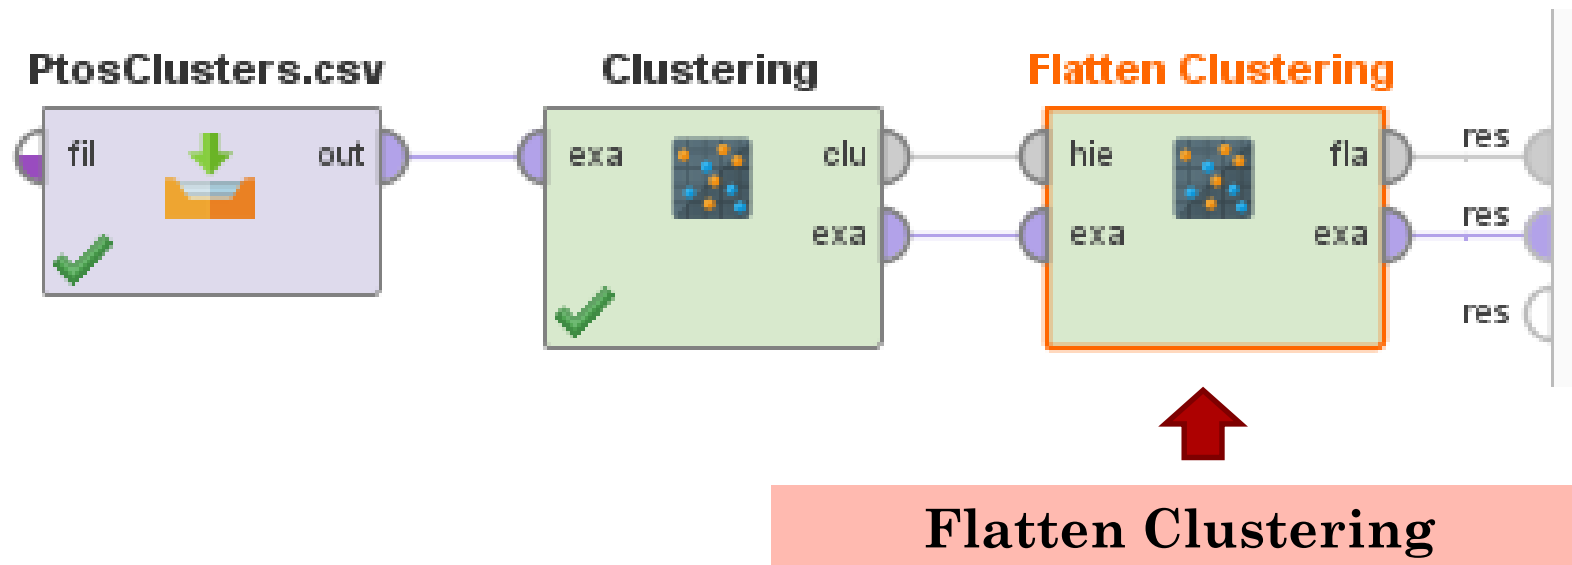 PtosClusters.csv Clustering Flatten Clustering
fil out exa clu hie fla res
exa exa exa res
res
Flatten Clustering